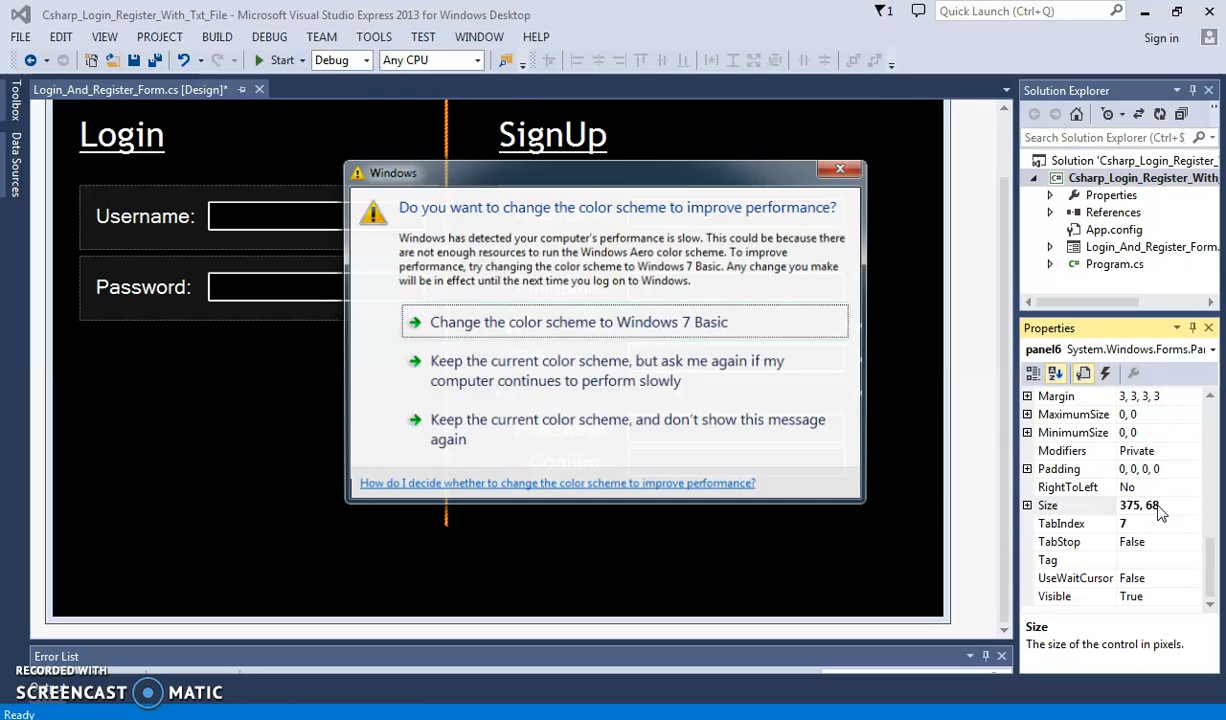 Csharp_Login_Register_With_Txt_File - Microsoft Visual Studio Express 2013 for Windows Desktop
1
Quick Launch (Ctrl+Q)
FILE EDIT VIEW PROJECT BUILD DEBUG TEAM TOOLS TEST WINDOW HELP
Sign in
Start Debug Any CPU
Toolbox
Data Sources
Login_And_Register_Form.cs [Design]*
Login
SignUp
Username:
Password:
Windows
Do you want to change the color scheme to improve performance?
Windows has detected your computer's performance is slow. This could be because there
are not enough resources to run the Windows Aero color scheme. To improve
performance, try changing the color scheme to Windows 7 Basic. Any change you make
will be in effect until the next time you log on to Windows.
Change the color scheme to Windows 7 Basic
Keep the current color scheme, but ask me again if my
computer continues to perform slowly
Keep the current color scheme, and don't show this message
again
How do I decide whether to change the color scheme to improve performance?
Solution Explorer
Search Solution Explorer (Ctrl+$
Solution 'Csharp_Login_Register_
Csharp_Login_Register_With_
Properties
References
App.config
Login_And_Register_Form.
Program.cs
Properties
panel6 System.Windows.Forms.Pa
Margin 3, 3, 3, 3
MaximumSize 0, 0
MinimumSize 0, 0
Modifiers Private
Padding 0, 0, 0, 0
RightToLeft No
Size 375, 68
TabIndex 7
TabStop False
Tag
UseWaitCursor False
Visible True
Size
The size of the control in pixels.
Error List
RECORDED WITH
SCREENCAST MATIC
Ready